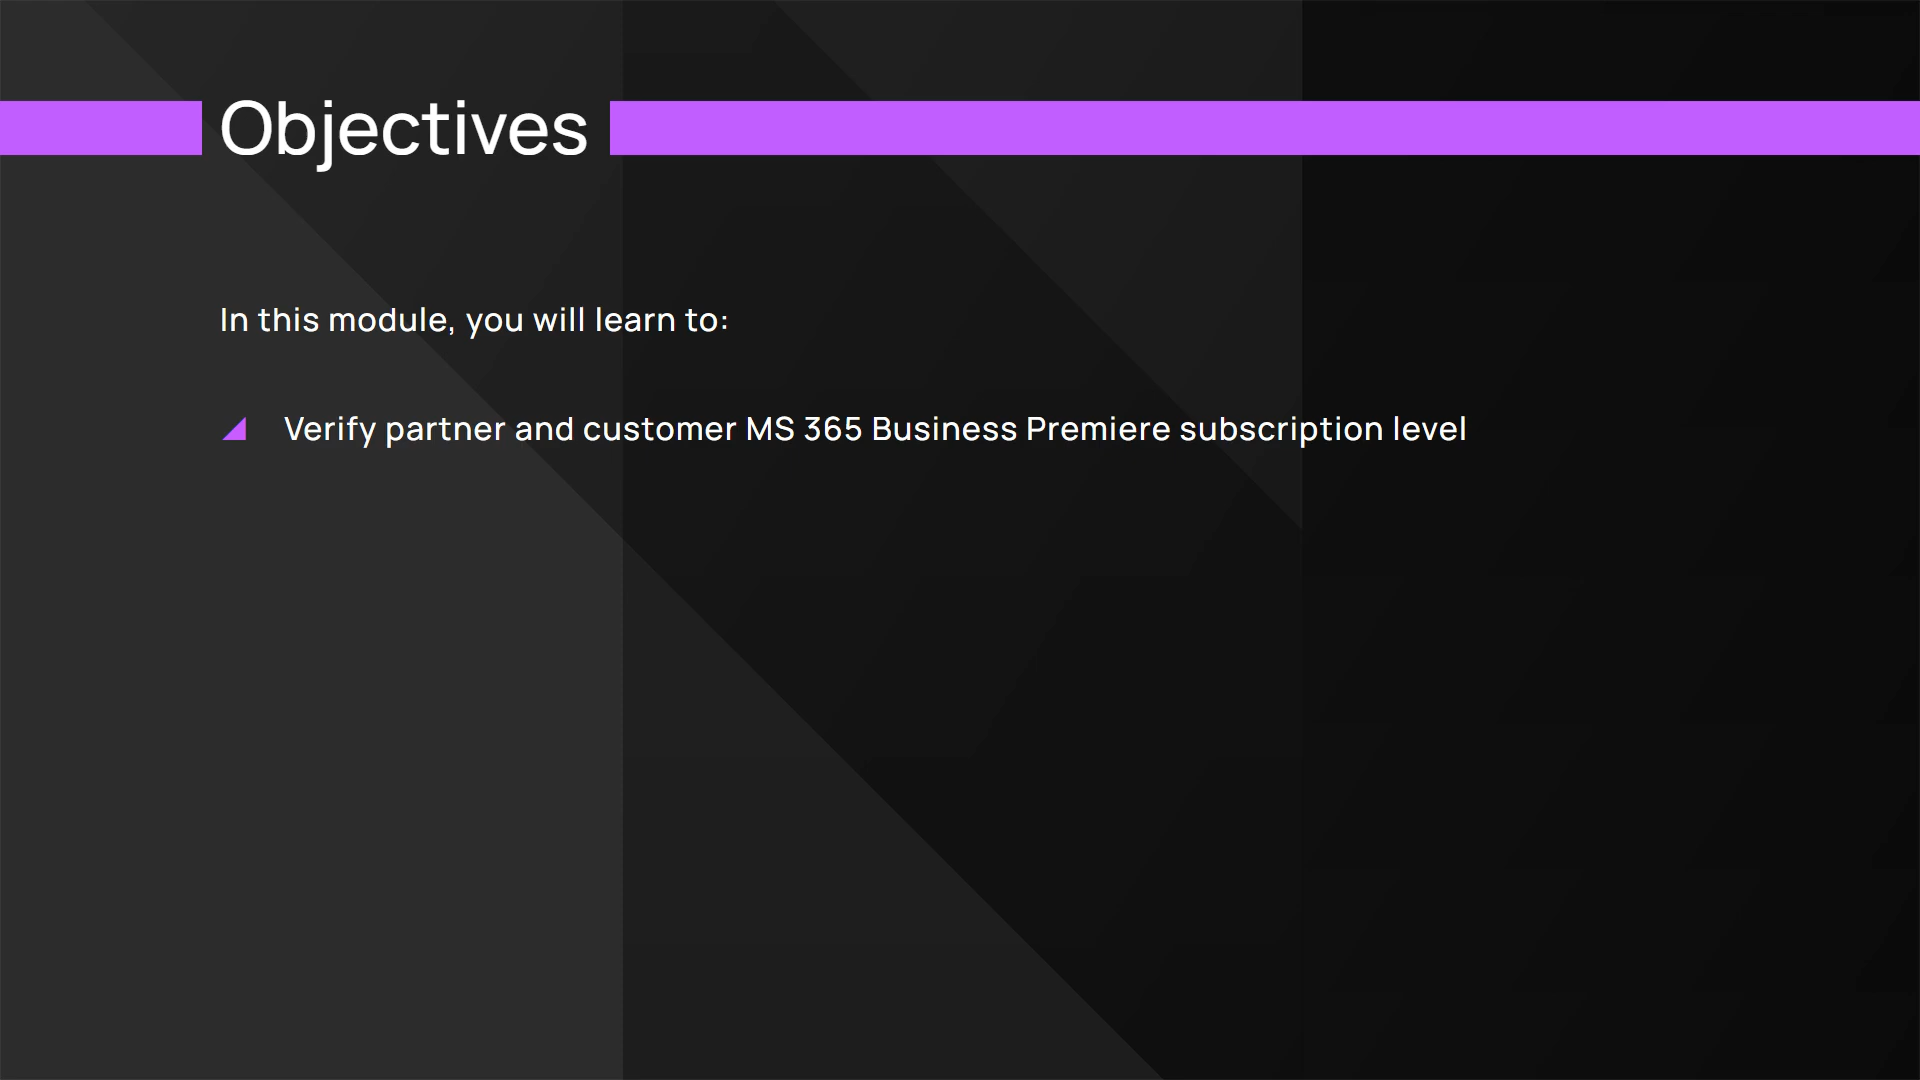 Objectives
In this module, you will learn to:
Verify partner and customer MS 365 Business Premiere subscription level